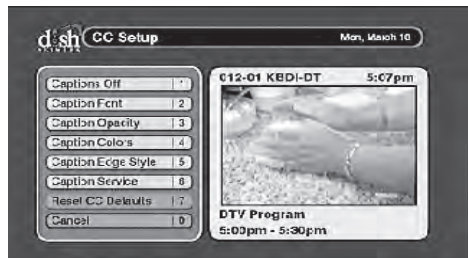 dish
NETWORK
CC Setup
Mon, March 10
Captions Off 1
Caption Font 2
Caption Opacity 3
Caption Colors 4
Caption Edge Style 5
Caption Service 6
Reset CC Defaults 7
Cancel 0
012-01 KBDI-DT 5:07pm
DTV Program
5:00pm - 5:30pm